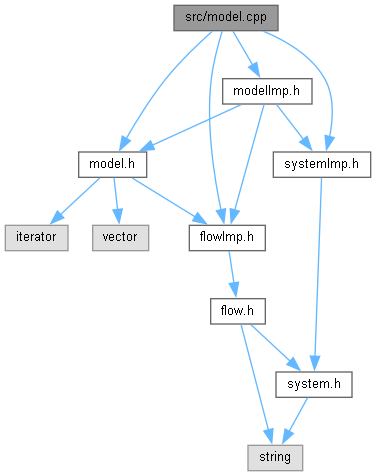 src/model.cpp
modelImp.h
model.h
systemImp.h
iterator
vector
flowImp.h
flow.h
system.h
string